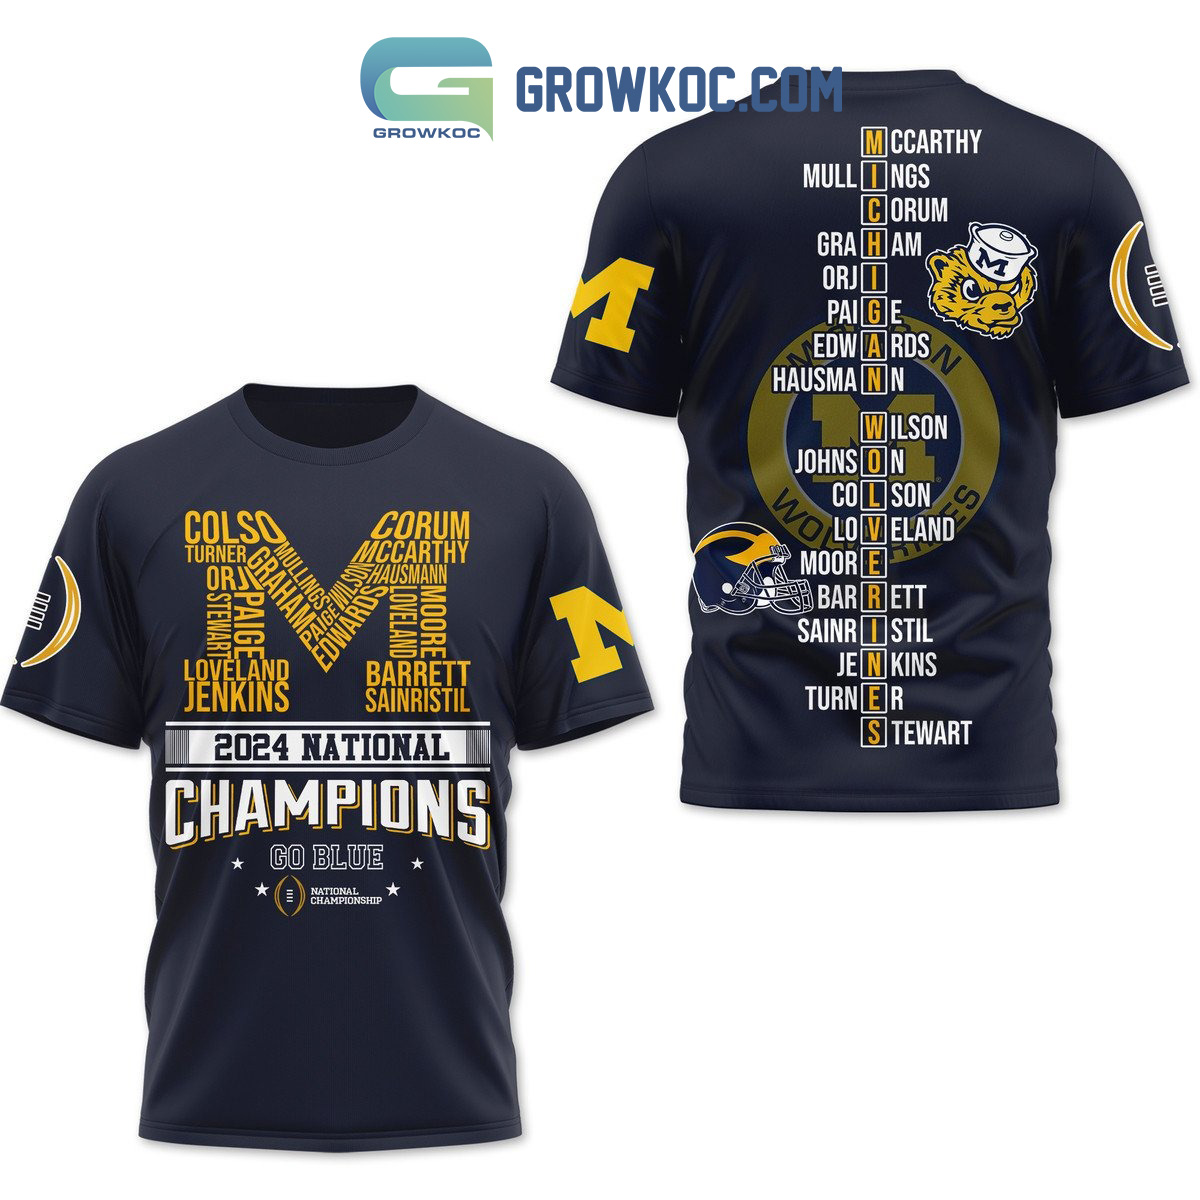 GROWKOC
GROWKOC.COM
MCCARTHY
MULLINGS
CORUM
GRAHAM
ORJI
PAIGE
EDWARDS
HAUSMANN
WILSON
JOHNSON
COLSON
LOVELAND
MOORE
BARRETT
SAINRISTIL
JENKINS
TURNER
STEWART
M
M
M
M
COLSO
TURNER
ORJ
STEWART
PAIGE
GRAHAM
MULLINGS
PAIGE
EDWARDS
WILSON
CORUM
MCCARTHY
HAUSMANN
LOVELAND
MOORE
LOVELAND
JENKINS
BARRETT
SAINRISTIL
2024 NATIONAL
CHAMPIONS
GO BLUE
NATIONAL
CHAMPIONSHIP